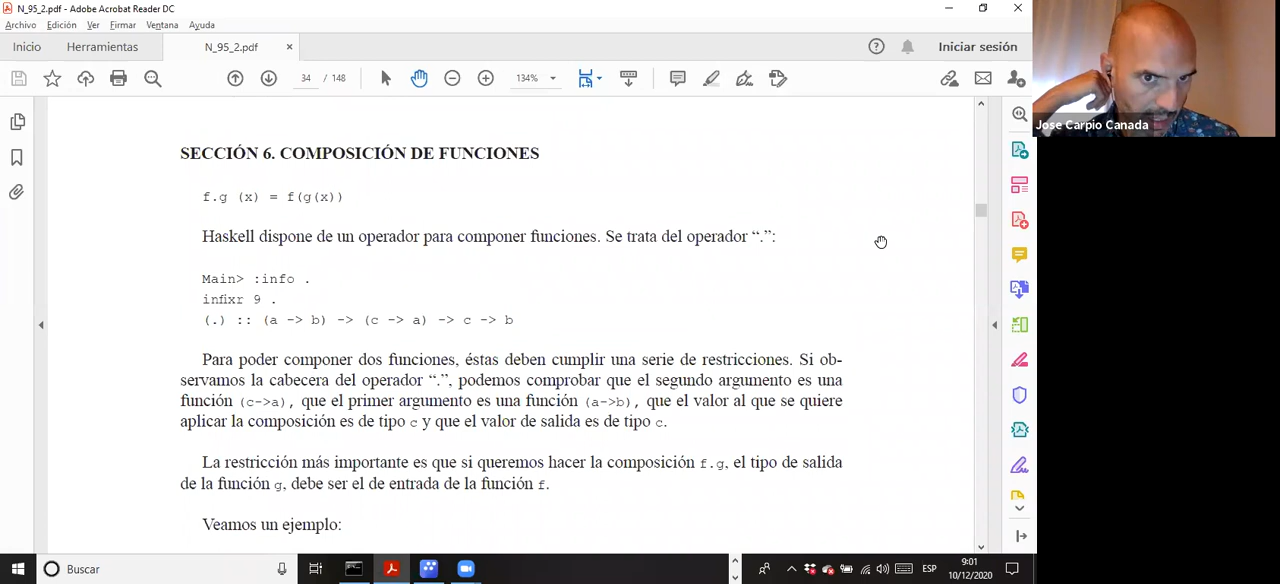 N_95_2.pdf - Adobe Acrobat Reader DC
Archivo Edición Ver Firmar Ventana Ayuda
Inicio Herramientas N_95_2.pdf × Iniciar sesión
34 / 148 134%
Jose Carpio Canada
SECCIÓN 6. COMPOSICIÓN DE FUNCIONES
f.g (x) = f(g(x))
Haskell dispone de un operador para componer funciones. Se trata del operador “.”:
Main> :info .
infixr 9 .
(.) :: (a -> b) -> (c -> a) -> c -> b
Para poder componer dos funciones, éstas deben cumplir una serie de restricciones. Si ob-
servamos la cabecera del operador “.”, podemos comprobar que el segundo argumento es una
función (c->a), que el primer argumento es una función (a->b), que el valor al que se quiere
aplicar la composición es de tipo c y que el valor de salida es de tipo c.
La restricción más importante es que si queremos hacer la composición f.g, el tipo de salida
de la función g, debe ser el de entrada de la función f.
Veamos un ejemplo:
Buscar
ESP
9:01
10/12/2020